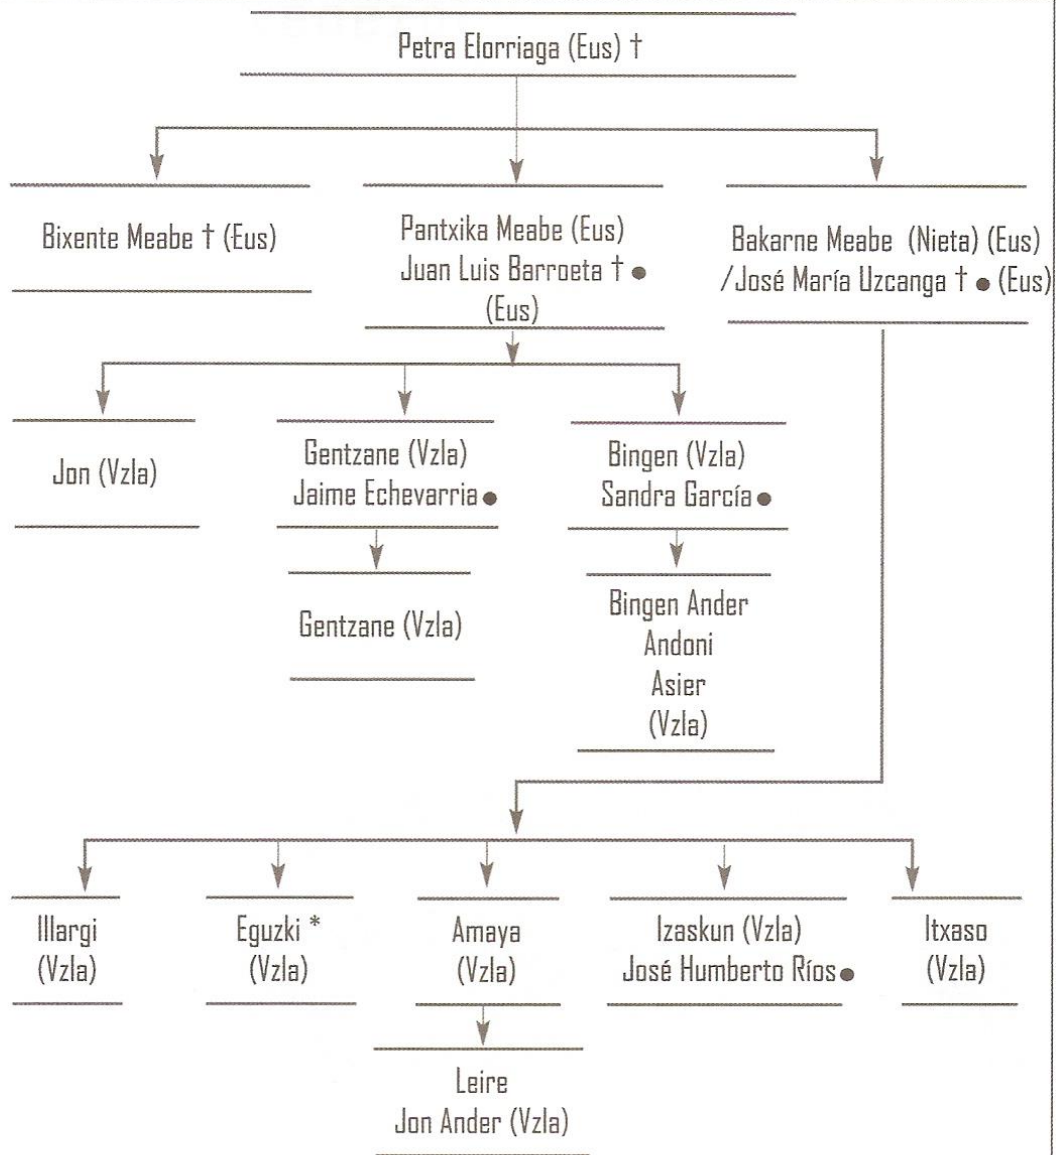 Petra Elorriaga (Eus) †
Bixente Meabe † (Eus)
Pantxika Meabe (Eus)
Juan Luis Barroeta † ●
(Eus)
Bakarne Meabe (Nieta) (Eus)
/José María Uzcanga † ● (Eus)
Jon (Vzla)
Gentzane (Vzla)
Jaime Echevarria ●
Bingen (Vzla)
Sandra García ●
Gentzane (Vzla)
Bingen Ander
Andoni
Asier
(Vzla)
Illargi
(Vzla)
Eguzki *
(Vzla)
Amaya
(Vzla)
Izaskun (Vzla)
José Humberto Ríos ●
Itxaso
(Vzla)
Leire
Jon Ander (Vzla)